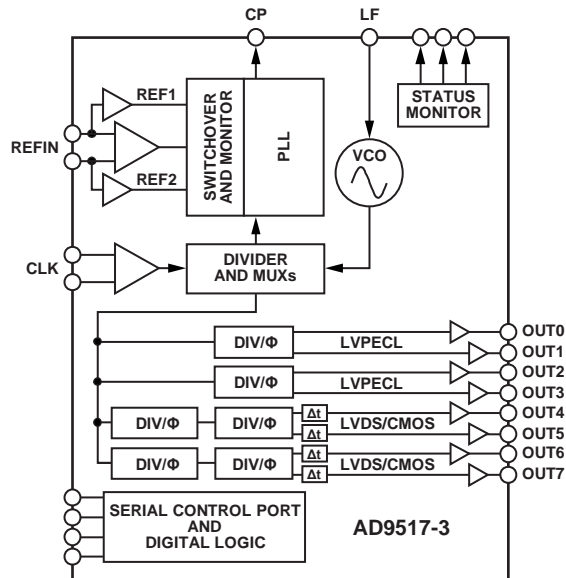 CP
LF
REF1
SWITCHOVER
AND MONITOR
PLL
STATUS
MONITOR
REFIN
VCO
REF2
CLK
DIVIDER
AND MUXs
DIV/Φ
LVPECL
OUT0
OUT1
DIV/Φ
LVPECL
OUT2
OUT3
DIV/Φ
DIV/Φ
Δt
Δt
LVDS/CMOS
OUT4
OUT5
DIV/Φ
DIV/Φ
Δt
Δt
LVDS/CMOS
OUT6
OUT7
SERIAL CONTROL PORT
AND
DIGITAL LOGIC
AD9517-3